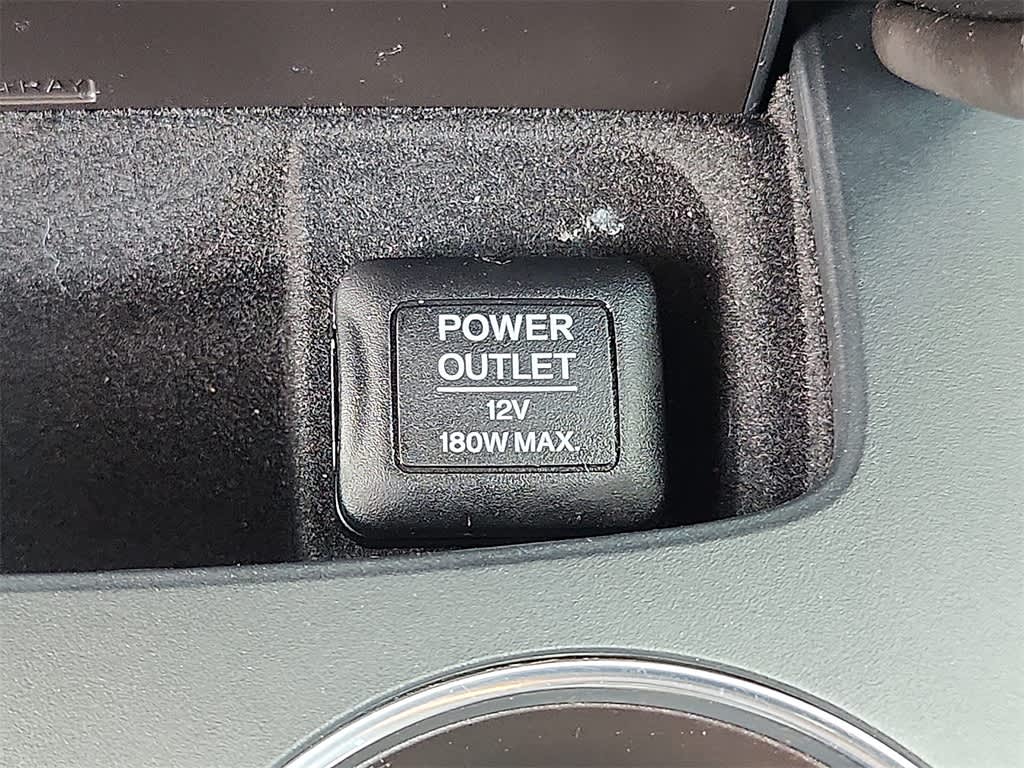 POWER
OUTLET
12V
180W MAX.